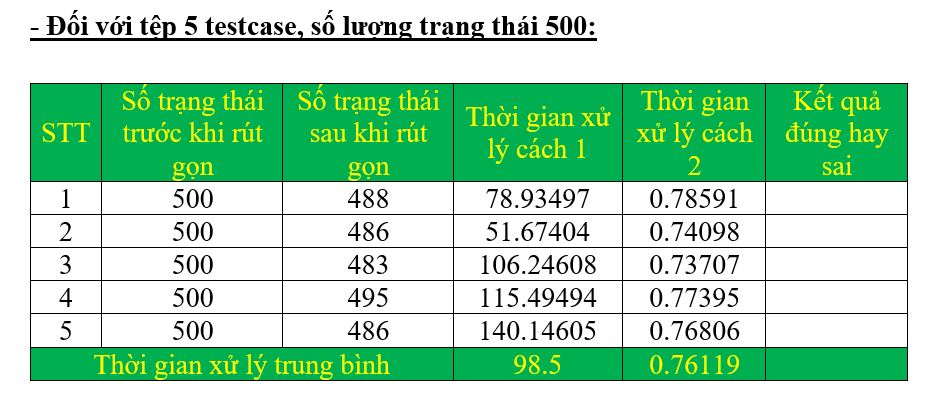 - Đối với tệp 5 testcase, số lượng trạng thái 500:
STT Số trạng thái trước khi rút gọn Số trạng thái sau khi rút gọn Thời gian xử lý cách 1 Thời gian xử lý cách 2 Kết quả đúng hay sai
1 500 488 78.93497 0.78591
2 500 486 51.67404 0.74098
3 500 483 106.24608 0.73707
4 500 495 115.49494 0.77395
5 500 486 140.14605 0.76806
Thời gian xử lý trung bình 98.5 0.76119